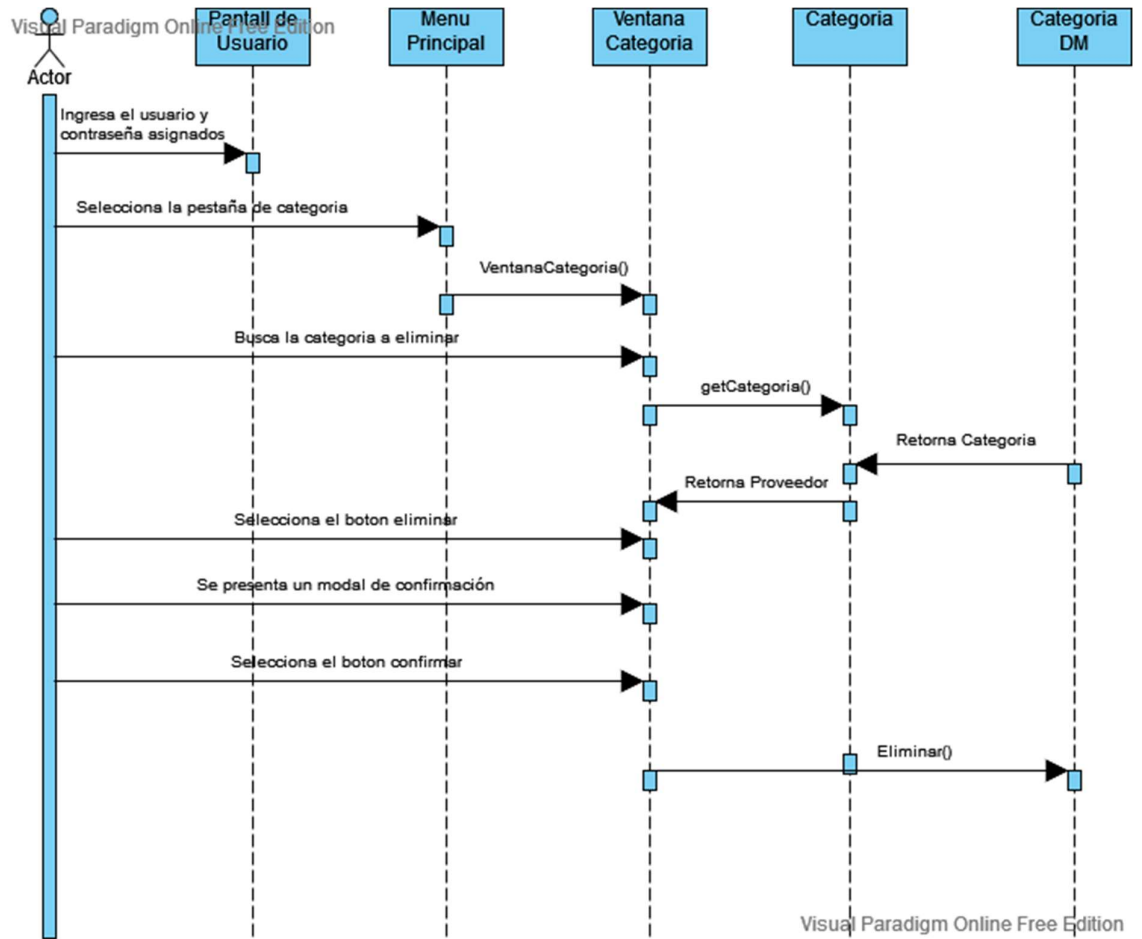 Visual Paradigm Online Free Edition
Pantall de
Usuario
Menu
Principal
Ventana
Categoria
Categoria
Categoria
DM
Actor
Ingresa el usuario y
contraseña asignados
Selecciona la pestaña de categoria
VentanaCategoria()
Busca la categoria a eliminar
getCategoria()
Retorna Categoria
Retorna Proveedor
Selecciona el boton eliminar
Se presenta un modal de confirmación
Selecciona el boton confirmar
Eliminar()
Visual Paradigm Online Free Edition